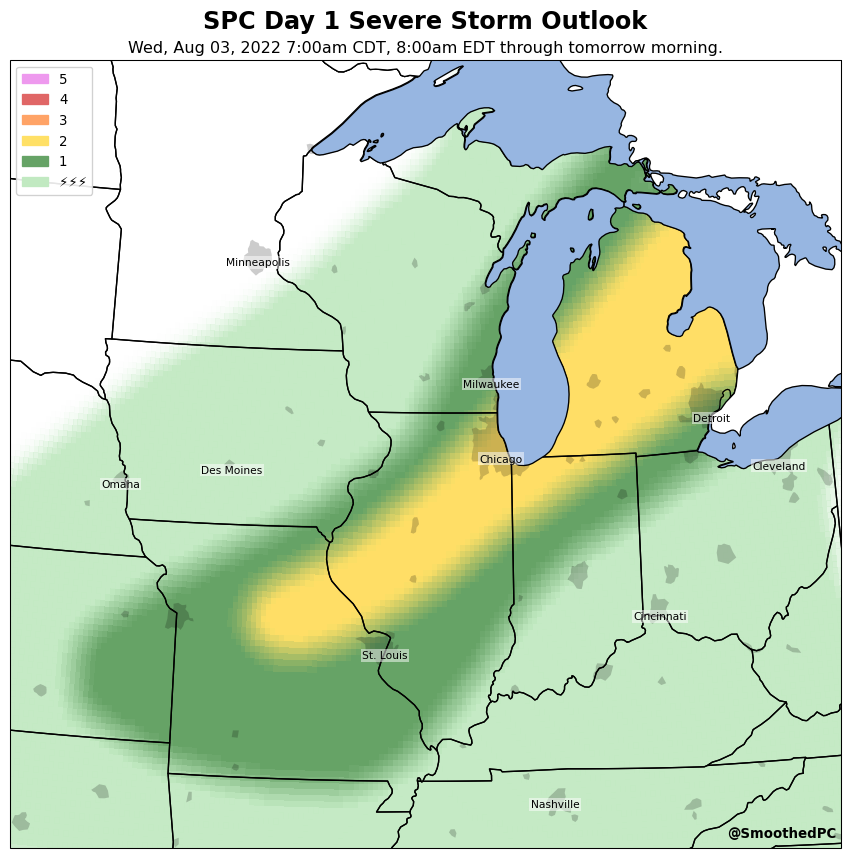 SPC Day 1 Severe Storm Outlook
Wed, Aug 03, 2022 7:00am CDT, 8:00am EDT through tomorrow morning.
5
4
3
2
1
⚡⚡⚡
Minneapolis
Milwaukee
Detroit
Chicago
Cleveland
Des Moines
Omaha
Cincinnati
St. Louis
Nashville
@SmoothedPC